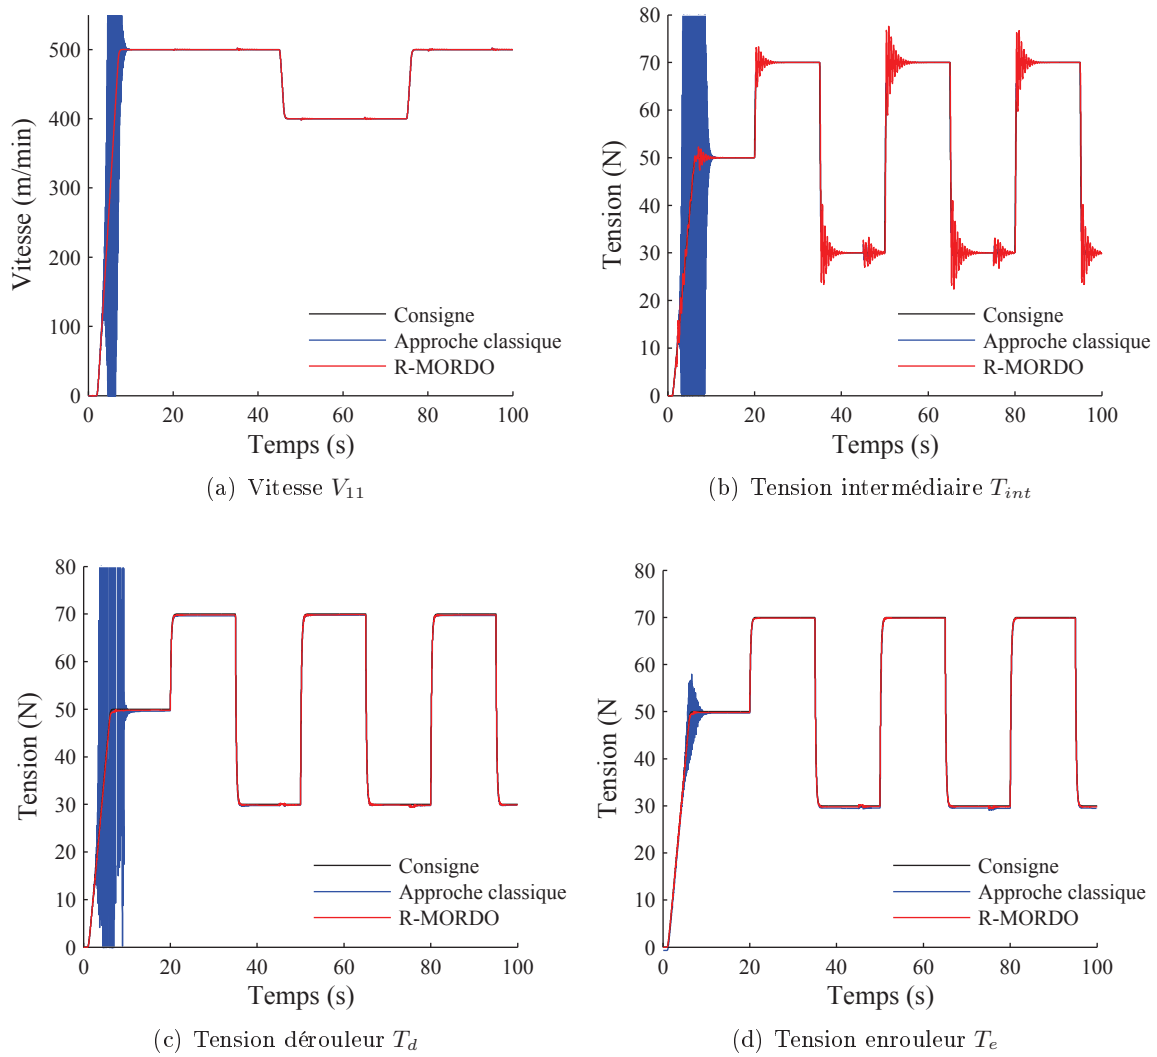 500
400
300
200
100
0
Vitesse (m/min)
0 20 40 60 80 100
Temps (s)
Consigne
Approche classique
R-MORDO
(a) Vitesse V11
80
70
60
50
40
30
20
10
0
Tension (N)
0 20 40 60 80 100
Temps (s)
Consigne
Approche classique
R-MORDO
(b) Tension intermédiaire Tint
80
70
60
50
40
30
20
10
0
Tension (N)
0 20 40 60 80 100
Temps (s)
Consigne
Approche classique
R-MORDO
(c) Tension dérouleur Td
80
70
60
50
40
30
20
10
0
Tension (N
0 20 40 60 80 100
Temps (s)
Consigne
Approche classique
R-MORDO
(d) Tension enrouleur Te